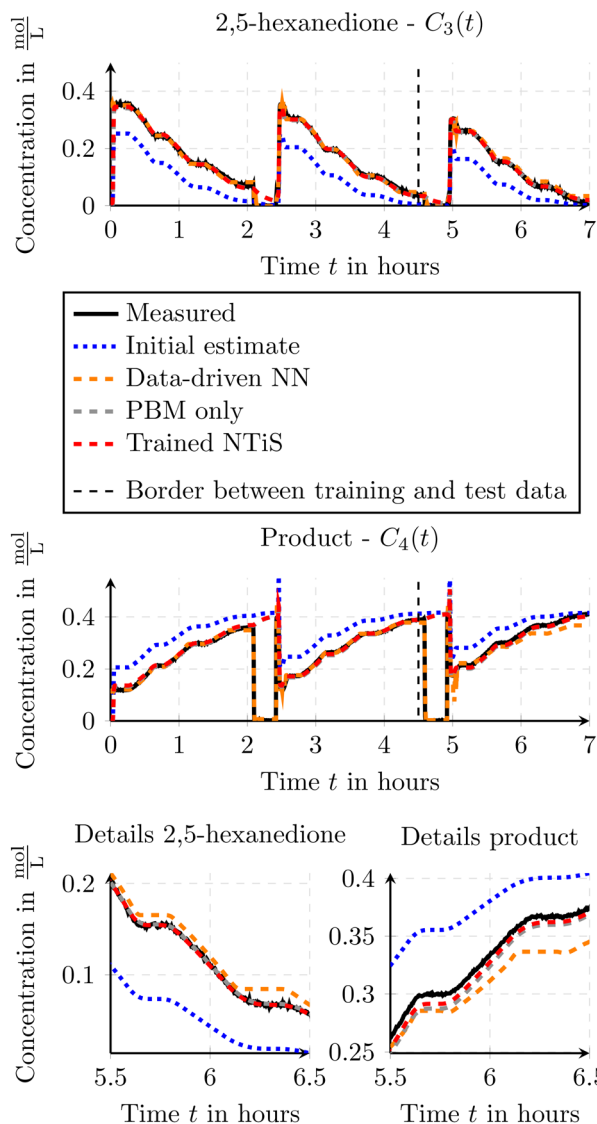 2,5-hexanedione - C₃(t)
Concentration in mol/L
0.4
0.2
0
0 1 2 3 4 5 6 7
Time t in hours
Measured
Initial estimate
Data-driven NN
PBM only
Trained NTiS
Border between training and test data
Product - C₄(t)
Concentration in mol/L
0.4
0.2
0
0 1 2 3 4 5 6 7
Time t in hours
Details 2,5-hexanedione
Concentration in mol/L
0.2
0.1
5.5 6 6.5
Time t in hours
Details product
0.4
0.35
0.3
0.25
5.5 6 6.5
Time t in hours